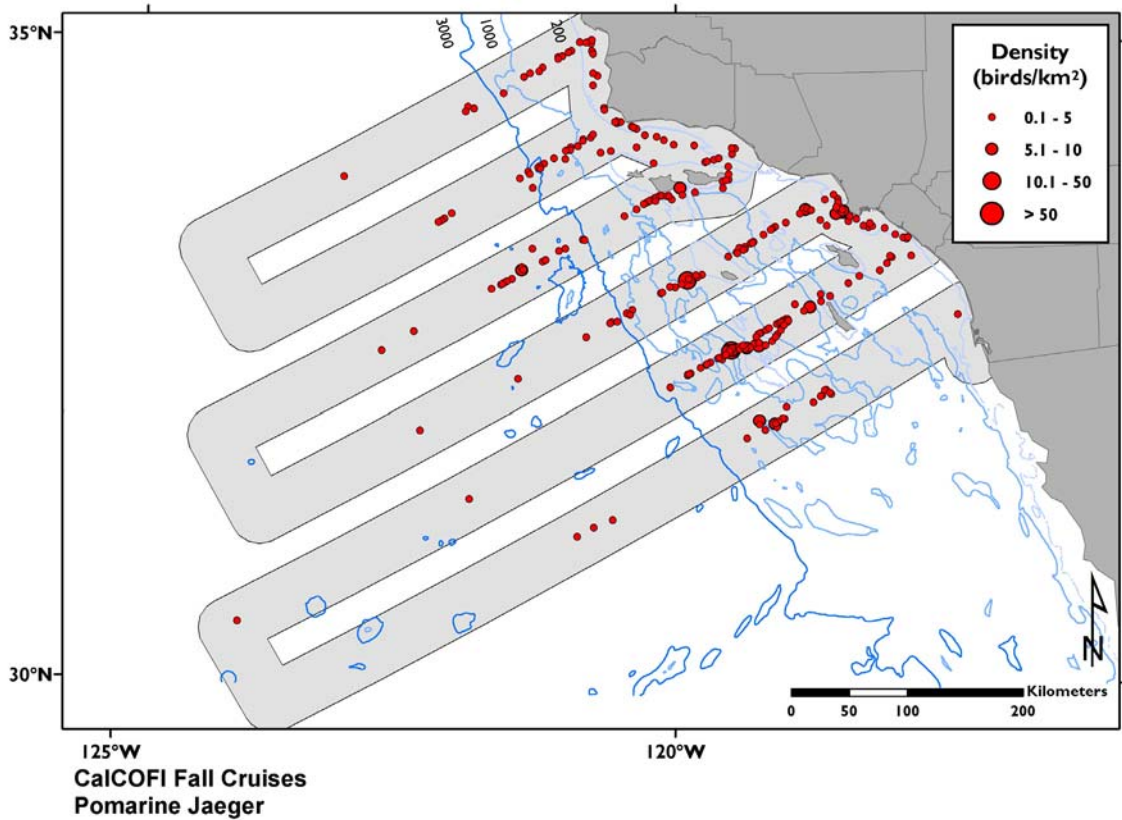 35°N
3000
1000
200
Density
(birds/km²)
0.1 - 5
5.1 - 10
10.1 - 50
> 50
N
Kilometers
0 50 100 200
30°N
125°W 120°W
CalCOFI Fall Cruises
Pomarine Jaeger